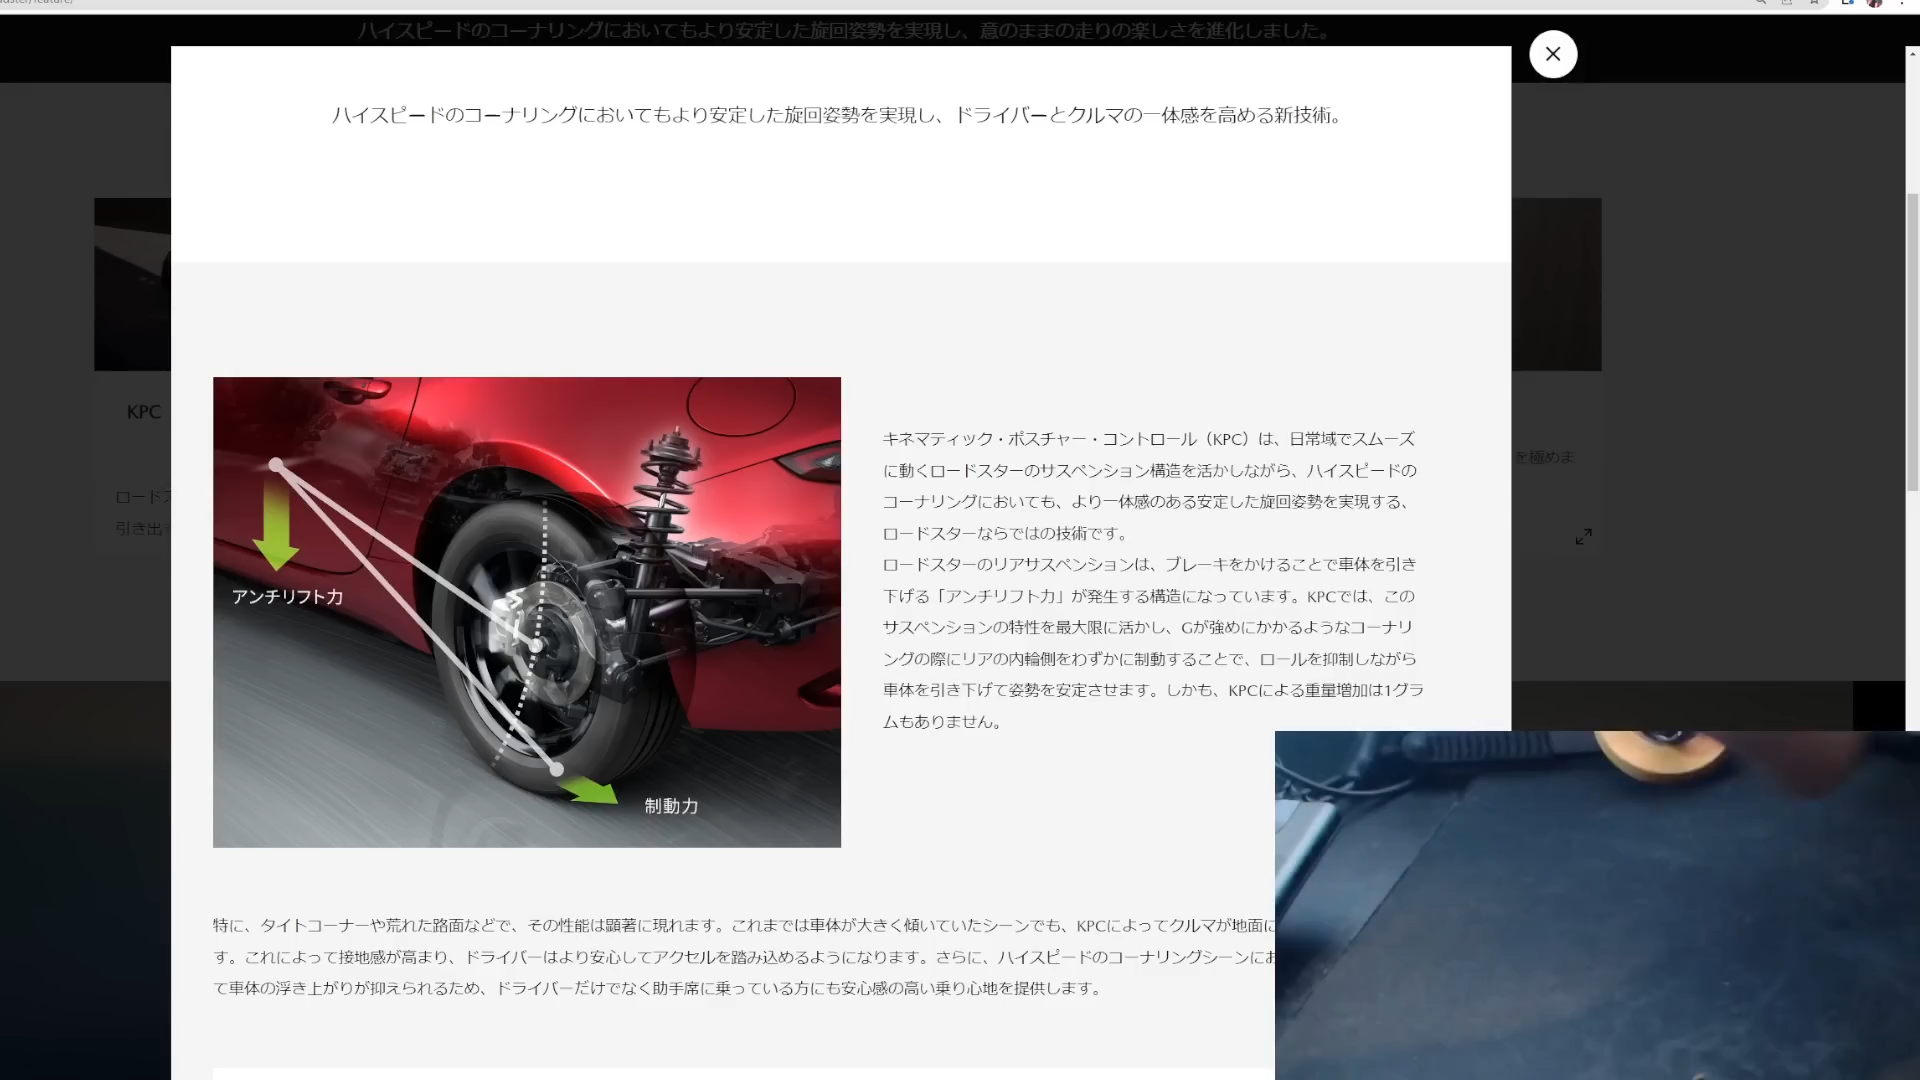 ハイスピードのコーナリングにおいてもより安定した旋回姿勢を実現し、意のままの走りの楽しさを進化しました。
ハイスピードのコーナリングにおいてもより安定した旋回姿勢を実現し、ドライバーとクルマの一体感を高める新技術。
KPC
ロード
引き出
を極めま
アンチリフト力
制動力
キネマティック・ポスチャー・コントロール（KPC）は、日常域でスムーズ
に動くロードスターのサスペンション構造を活かしながら、ハイスピードの
コーナリングにおいても、より一体感のある安定した旋回姿勢を実現する、
ロードスターならではの技術です。
ロードスターのリアサスペンションは、ブレーキをかけることで車体を引き
下げる「アンチリフト力」が発生する構造になっています。KPCでは、この
サスペンションの特性を最大限に活かし、Gが強めにかかるようなコーナリ
ングの際にリアの内輪側をわずかに制動することで、ロールを抑制しながら
車体を引き下げて姿勢を安定させます。しかも、KPCによる重量増加は1グラ
ムもありません。
特に、タイトコーナーや荒れた路面などで、その性能は顕著に現れます。これまでは車体が大きく傾いていたシーンでも、KPCによってクルマが地面に
す。これによって接地感が高まり、ドライバーはより安心してアクセルを踏み込めるようになります。さらに、ハイスピードのコーナリングシーンにお
て車体の浮き上がりが抑えられるため、ドライバーだけでなく助手席に乗っている方にも安心感の高い乗り心地を提供します。